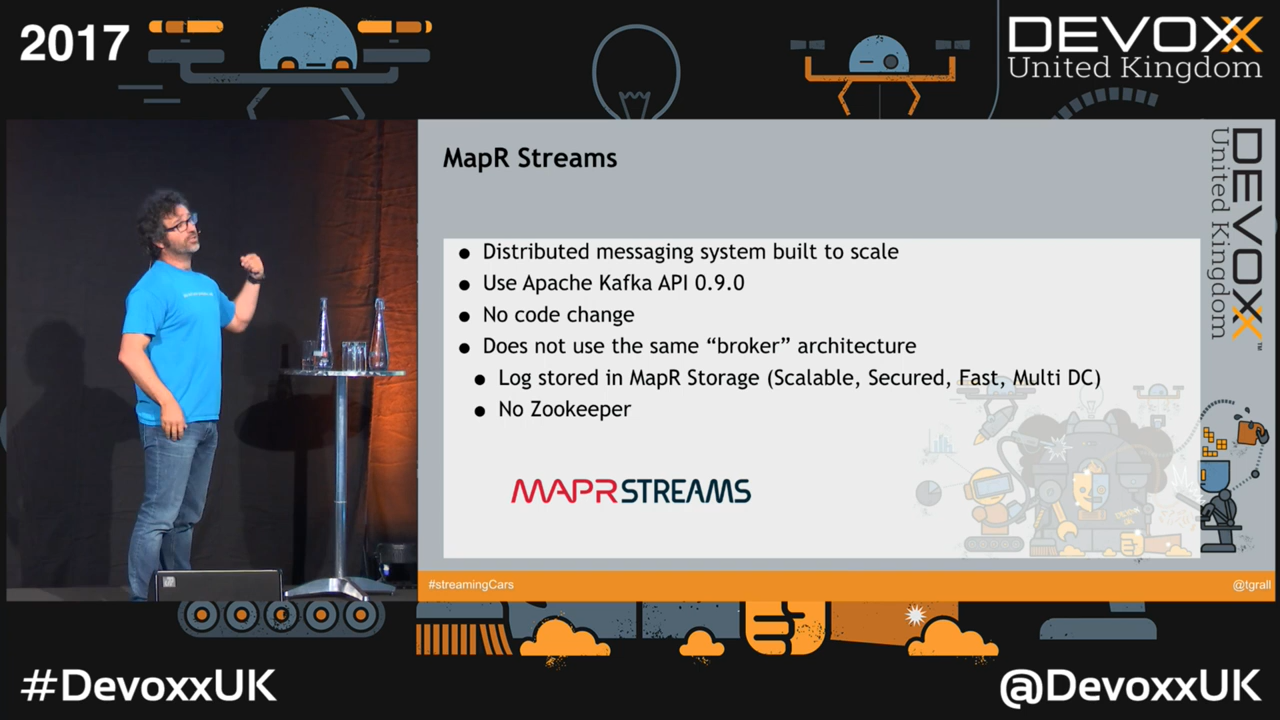 2017
DEVOXX
United Kingdom
MapR Streams
DEVOXX™
United Kingdom
● Distributed messaging system built to scale
● Use Apache Kafka API 0.9.0
● No code change
● Does not use the same “broker” architecture
● Log stored in MapR Storage (Scalable, Secured, Fast, Multi DC)
● No Zookeeper
MAPR STREAMS
#streamingCars
@tgrall
#DevoxxUK
@DevoxxUK